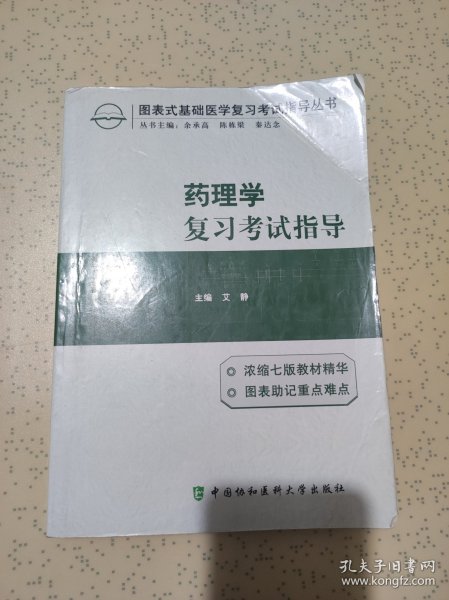 图表式基础医学复习考试指导丛书
丛书主编：余承高 陈栋梁 秦达念
药理学
复习考试指导
主编 艾 静
◎ 浓缩七版教材精华
◎ 图表助记重点难点
中国协和医科大学出版社
孔夫子旧书网
www.kongfz.com